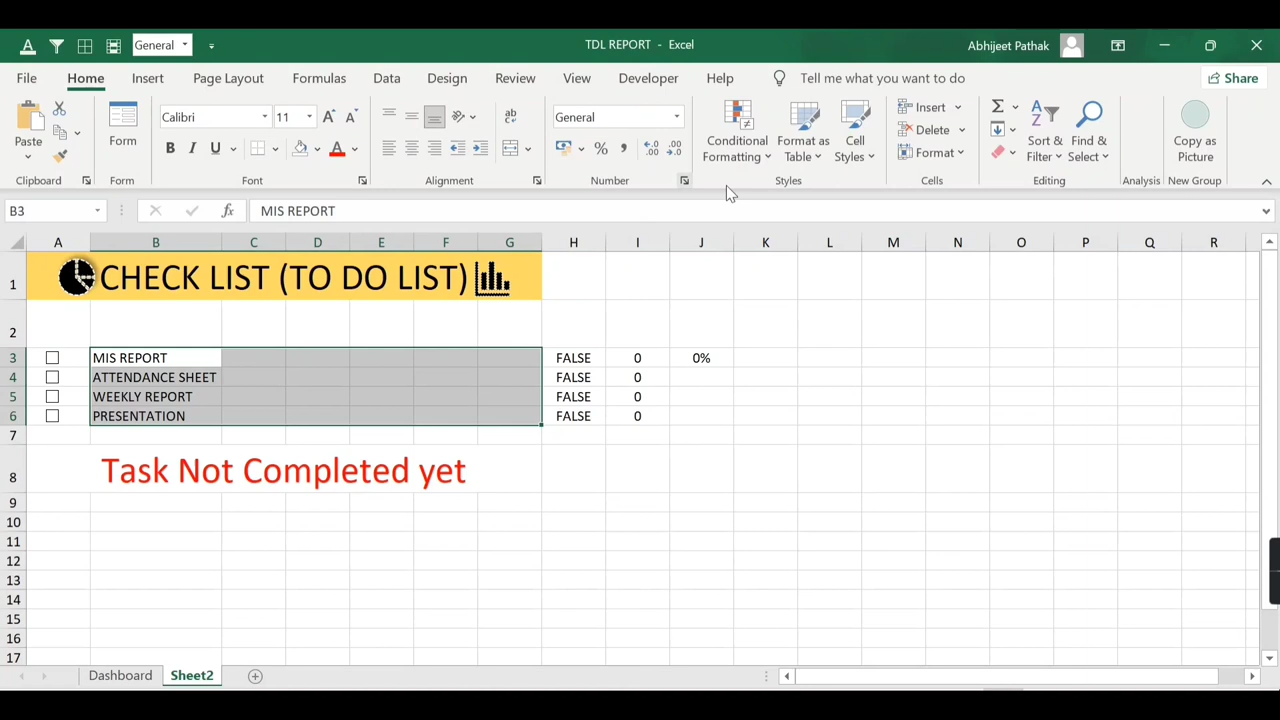 General
TDL REPORT - Excel
Abhijeet Pathak
File Home Insert Page Layout Formulas Data Design Review View Developer Help Tell me what you want to do Share
Paste
Clipboard
Form
Form
Calibri 11
B I U A
Font
ab
Alignment
General
% ,
Number
Conditional Formatting
Format as Table
Cell Styles
Styles
Insert
Delete
Format
Cells
Sort & Filter
Find & Select
Editing
Analysis
Copy as Picture
New Group
B3 fx MIS REPORT
A B C D E F G H I J K L M N O P Q R
1 CHECK LIST (TO DO LIST)
2
3 MIS REPORT FALSE 0 0%
4 ATTENDANCE SHEET FALSE 0
5 WEEKLY REPORT FALSE 0
6 PRESENTATION FALSE 0
7
8 Task Not Completed yet
9
10
11
12
13
14
15
16
17
Dashboard Sheet2